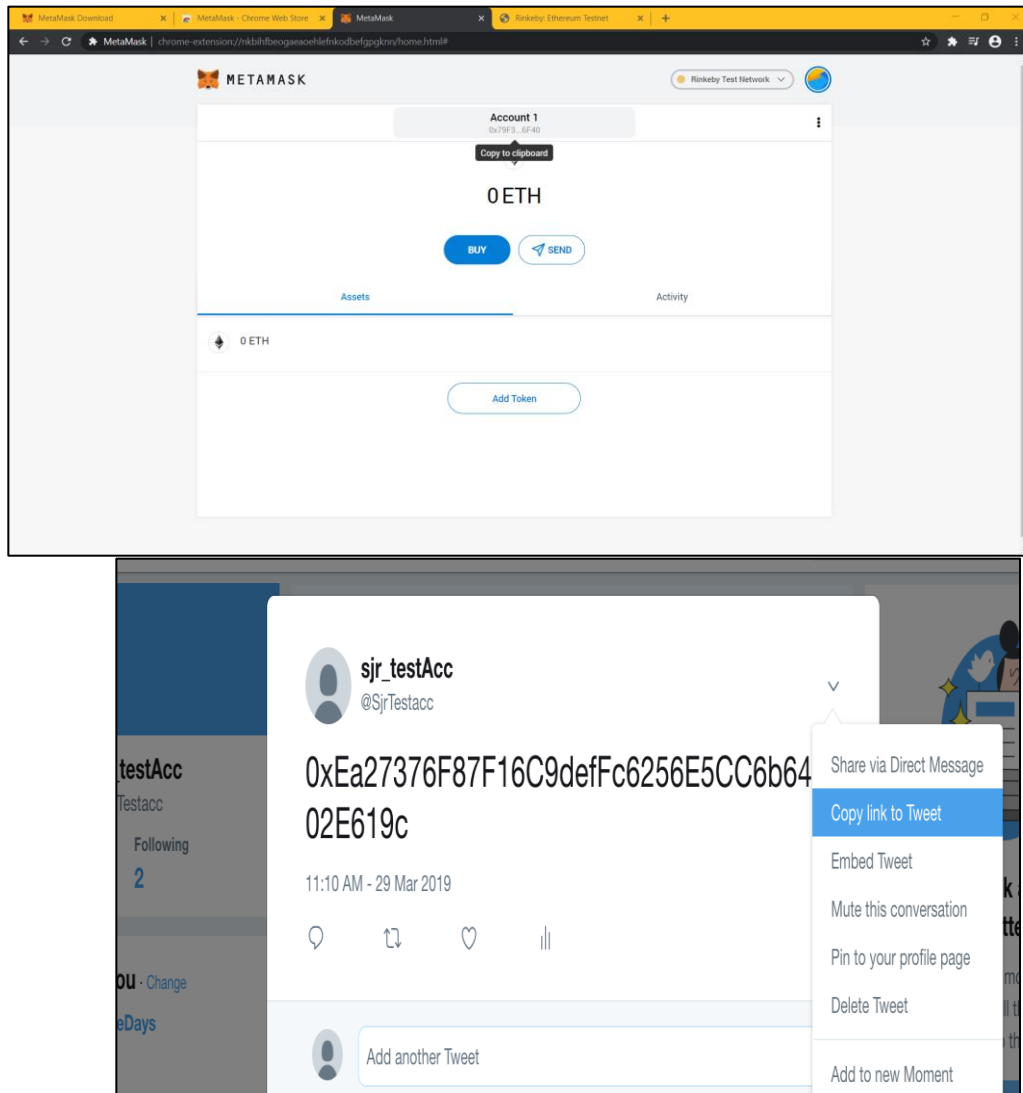 MetaMask Download
MetaMask - Chrome Web Store
MetaMask
Rinkeby: Ethereum Testnet
MetaMask | chrome-extension://nkbihfbeogaeaoehlefnkodbefgpgknn/home.html#
METAMASK
Rinkeby Test Network
Account 1
0x79F3...6F40
Copy to clipboard
0 ETH
BUY
SEND
Assets
Activity
0 ETH
Add Token
sjr_testAcc
@SjrTestacc
0xEa27376F87F16C9defFc6256E5CC6b64
02E619c
11:10 AM - 29 Mar 2019
Add another Tweet
Share via Direct Message
Copy link to Tweet
Embed Tweet
Mute this conversation
Pin to your profile page
Delete Tweet
Add to new Moment
testAcc
Testacc
Following
2
ou · Change
eDays